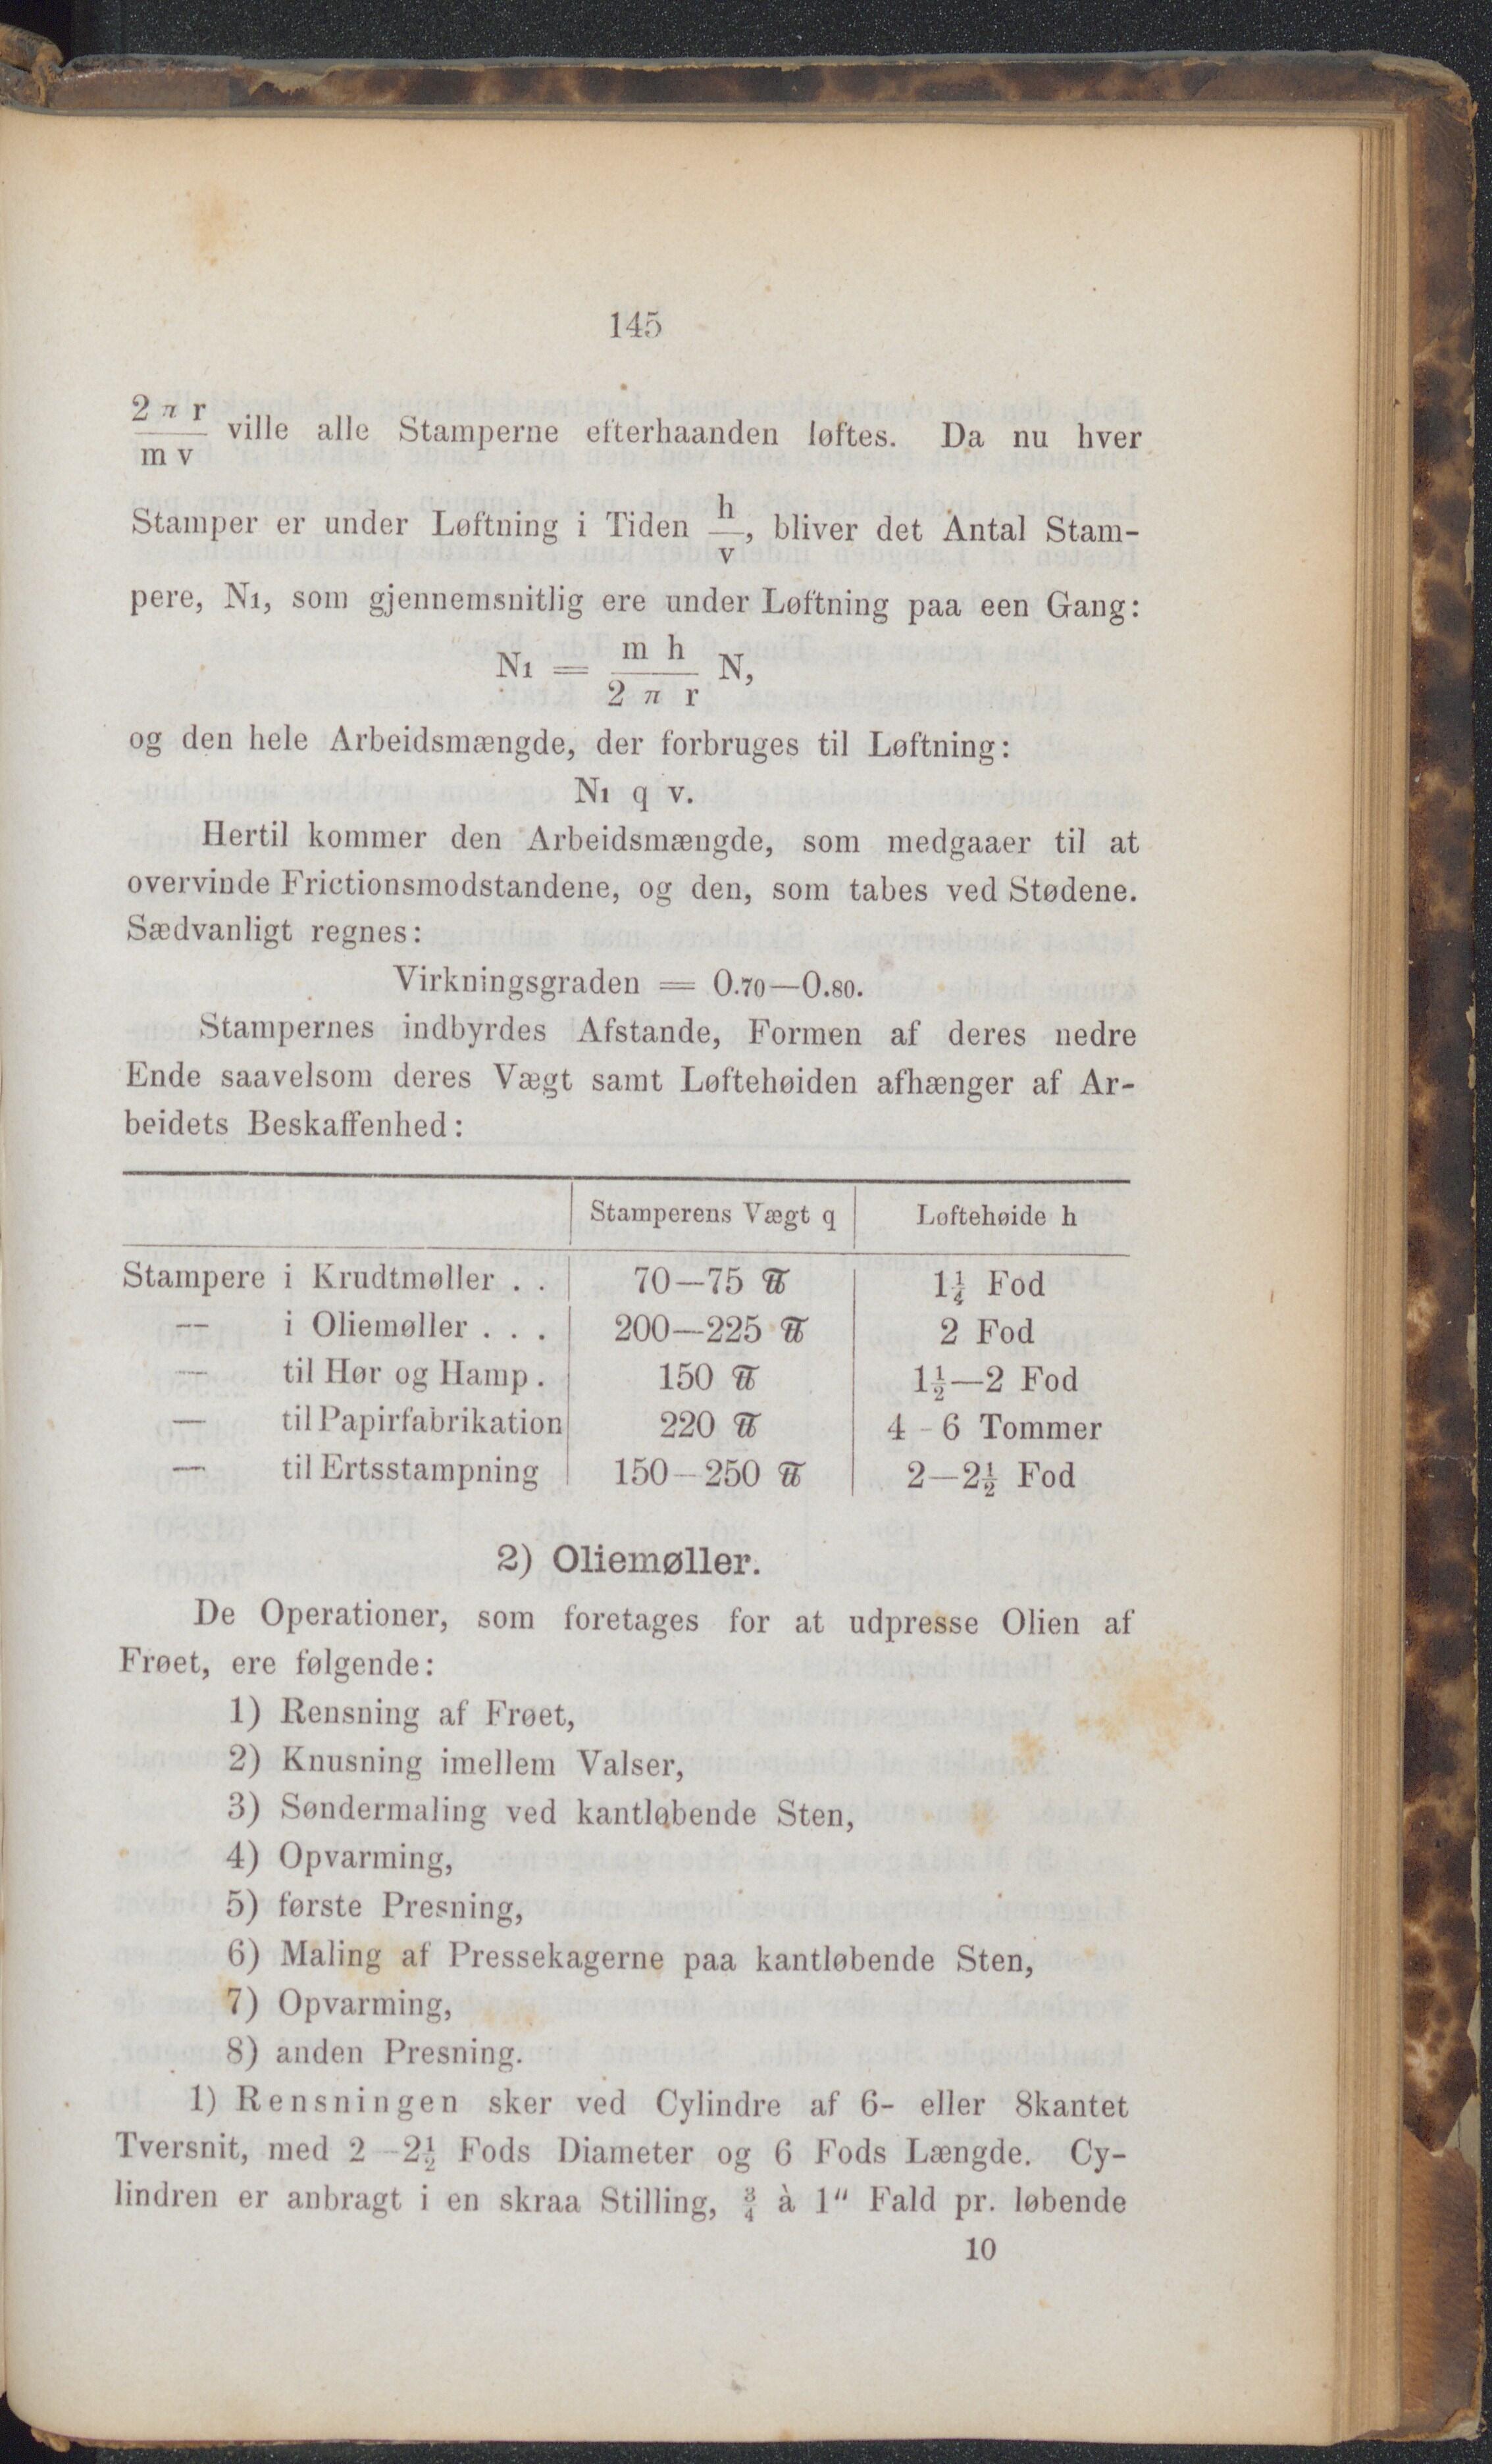 145
2 π r / m v ville alle Stamperne efterhaanden løftes. Da nu hver
Stamper er under Løftning i Tiden h / v, bliver det Antal Stam-
pere, N1, som gjennemsnitlig ere under Løftning paa een Gang:
N1 = m h / 2 π r N,
og den hele Arbeidsmængde, der forbruges til Løftning:
N1 q v.
Hertil kommer den Arbeidsmængde, som medgaaer til at
overvinde Frictionsmodstandene, og den, som tabes ved Stødene.
Sædvanligt regnes:
Virkningsgraden = 0.70—0.80.
Stampernes indbyrdes Afstande, Formen af deres nedre
Ende saavelsom deres Vægt samt Løftehøiden afhænger af Ar-
beidets Beskaffenhed:
Stamperens Vægt q Løftehøide h
Stampere i Krudtmøller . . 70—75 ℔ 1¼ Fod
— i Oliemøller . . . 200—225 ℔ 2 Fod
— til Hør og Hamp . 150 ℔ 1½—2 Fod
— til Papirfabrikation 220 ℔ 4-6 Tommer
— til Ertsstampning 150—250 ℔ 2—2½ Fod
2) Oliemøller.
De Operationer, som foretages for at udpresse Olien af
Frøet, ere følgende:
1) Rensning af Frøet,
2) Knusning imellem Valser,
3) Søndermaling ved kantløbende Sten,
4) Opvarming,
5) første Presning,
6) Maling af Pressekagerne paa kantløbende Sten,
7) Opvarming,
8) anden Presning.
1) Rensningen sker ved Cylindre af 6- eller 8kantet
Tversnit, med 2—2½ Fods Diameter og 6 Fods Længde. Cy-
lindren er anbragt i en skraa Stilling, ¾ à 1" Fald pr. løbende
10